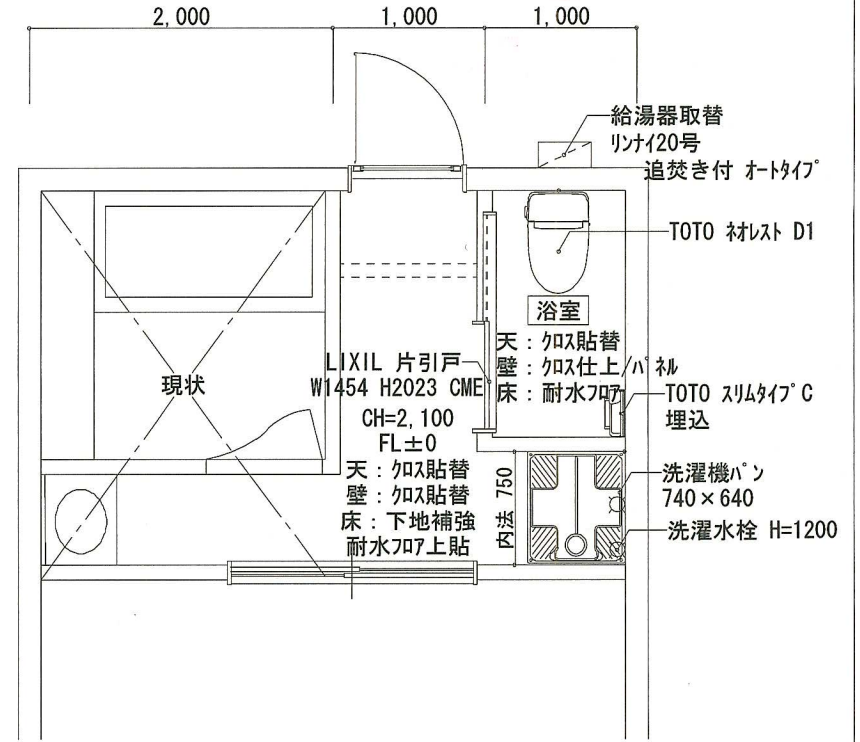 2,000
1,000
1,000
給湯器取替
ﾘﾝﾅｲ20号
追焚き付 ｵｰﾄﾀｲﾌﾟ
TOTO ﾈｵﾚｽﾄ D1
浴室
天：ｸﾛｽ貼替
壁：ｸﾛｽ仕上/ﾊﾟﾈﾙ
床：耐水ﾌﾛｱ
現状
LIXIL 片引戸
W1454 H2023 CME
CH=2,100
FL±0
天：ｸﾛｽ貼替
壁：ｸﾛｽ貼替
床：下地補強
耐水ﾌﾛｱ上貼
TOTO ｽﾘﾑﾀｲﾌﾟC
埋込
内法 750
洗濯機ﾊﾟﾝ
740×640
洗濯水栓 H=1200